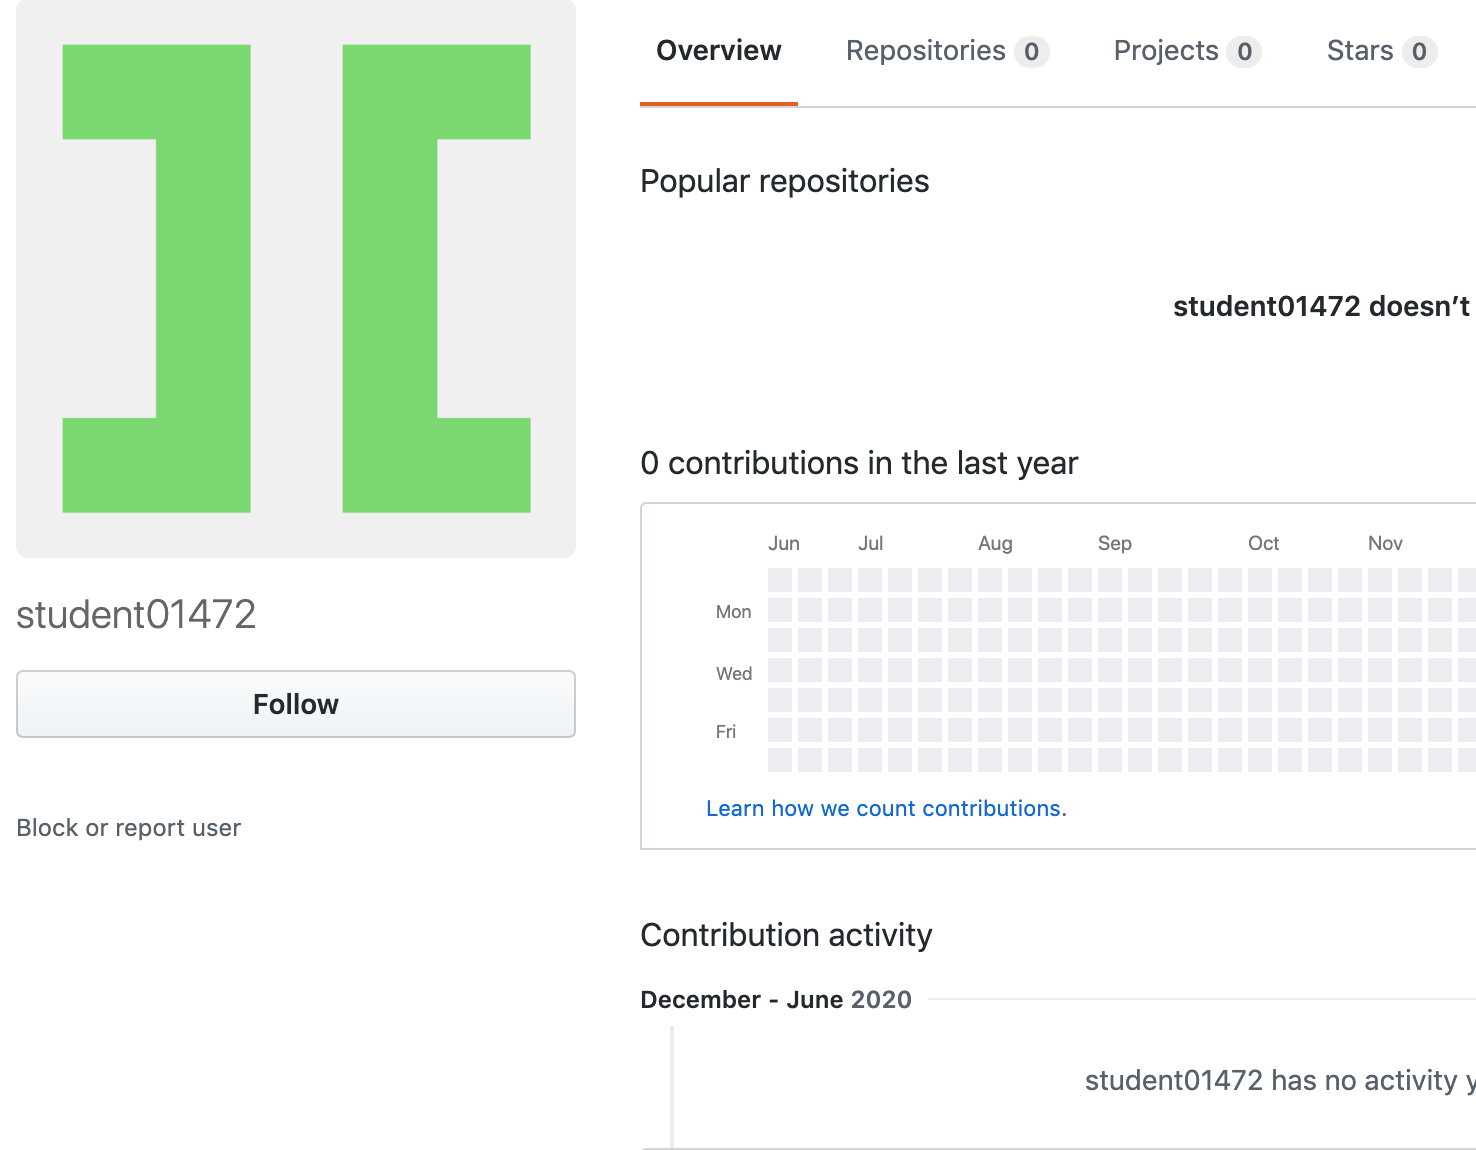 Overview Repositories 0 Projects 0 Stars 0
Popular repositories
student01472 doesn’t
0 contributions in the last year
Jun Jul Aug Sep Oct Nov
Mon
Wed
Fri
Learn how we count contributions.
student01472
Follow
Block or report user
Contribution activity
December - June 2020
student01472 has no activity y